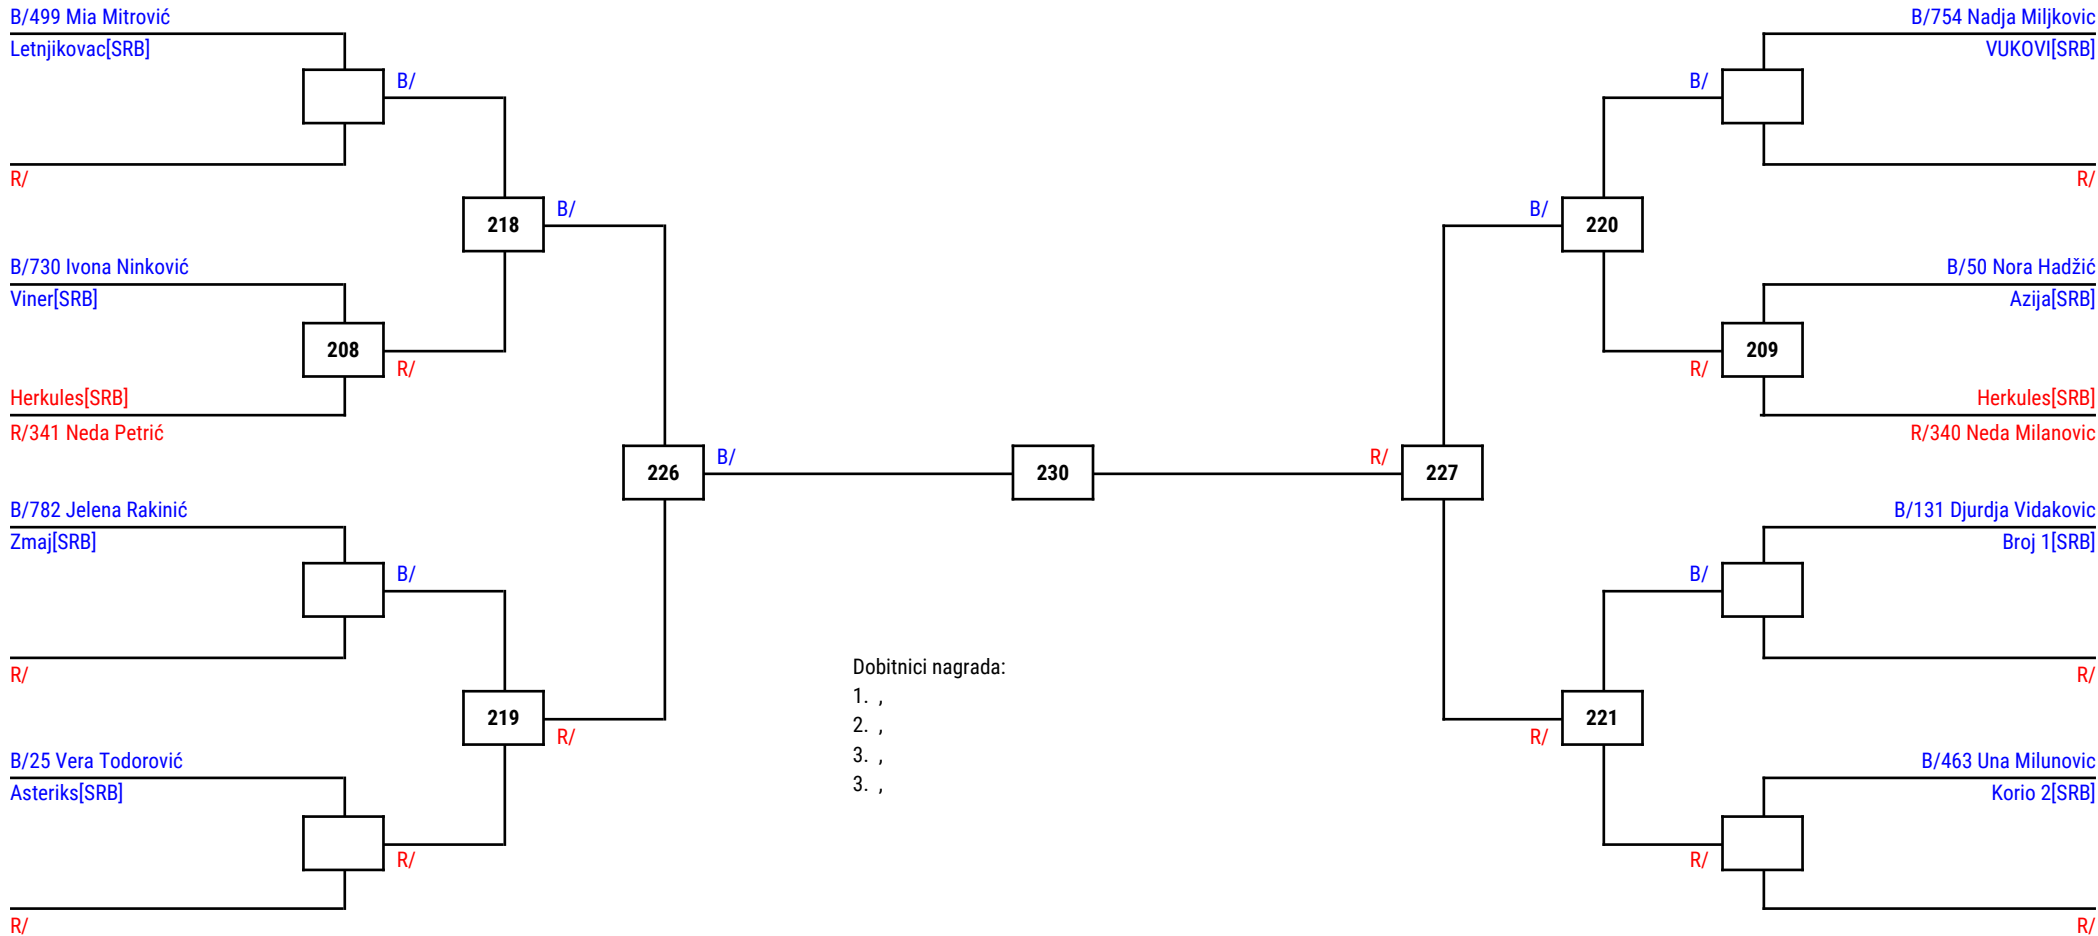 B/499 Mia Mitrović
Letnjikovac[SRB]
B/
R/
218
B/
B/730 Ivona Ninković
Viner[SRB]
208
R/
Herkules[SRB]
R/341 Neda Petrić
226
B/
B/782 Jelena Rakinić
Zmaj[SRB]
B/
R/
219
R/
B/25 Vera Todorović
Asteriks[SRB]
R/
R/
230
Dobitnici nagrada:
1. ,
2. ,
3. ,
3. ,
B/754 Nadja Miljkovic
VUKOVI[SRB]
B/
R/
B/
220
B/50 Nora Hadžić
Azija[SRB]
209
R/
Herkules[SRB]
R/340 Neda Milanovic
R/
227
B/131 Djurdja Vidakovic
Broj 1[SRB]
B/
R/
221
R/
B/463 Una Milunovic
Korio 2[SRB]
R/
R/